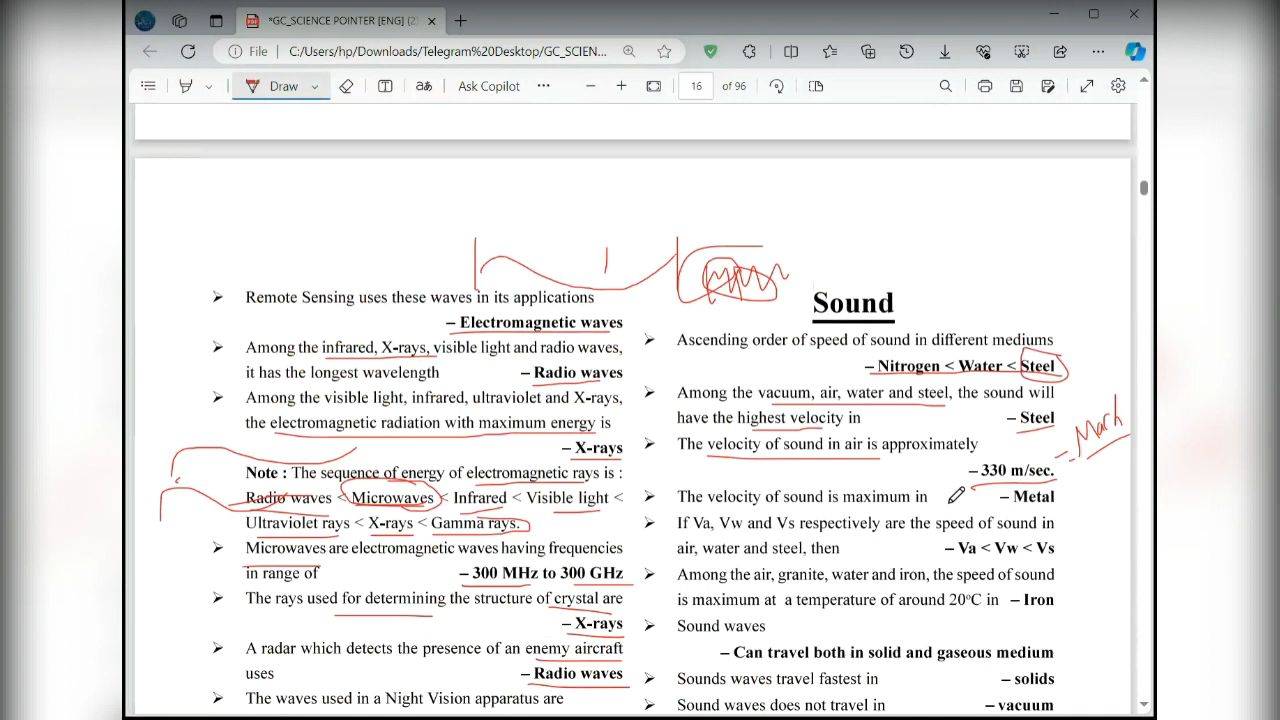 *GC_SCIENCE POINTER [ENG] (2)
File C:/Users/hp/Downloads/Telegram%20Desktop/GC_SCIEN...
Draw Ask Copilot 16 of 96
Remote Sensing uses these waves in its applications
– Electromagnetic waves
Among the infrared, X-rays, visible light and radio waves,
it has the longest wavelength – Radio waves
Among the visible light, infrared, ultraviolet and X-rays,
the electromagnetic radiation with maximum energy is
– X-rays
Note : The sequence of energy of electromagnetic rays is :
Radio waves < Microwaves < Infrared < Visible light <
Ultraviolet rays < X-rays < Gamma rays.
Microwaves are electromagnetic waves having frequencies
in range of – 300 MHz to 300 GHz
The rays used for determining the structure of crystal are
– X-rays
A radar which detects the presence of an enemy aircraft
uses – Radio waves
The waves used in a Night Vision apparatus are
Sound
Ascending order of speed of sound in different mediums
– Nitrogen < Water < Steel
Among the vacuum, air, water and steel, the sound will
have the highest velocity in – Steel
The velocity of sound in air is approximately
– 330 m/sec.
Mach
The velocity of sound is maximum in – Metal
If Va, Vw and Vs respectively are the speed of sound in
air, water and steel, then – Va < Vw < Vs
Among the air, granite, water and iron, the speed of sound
is maximum at a temperature of around 20°C in – Iron
Sound waves
– Can travel both in solid and gaseous medium
Sounds waves travel fastest in – solids
Sound waves does not travel in – vacuum